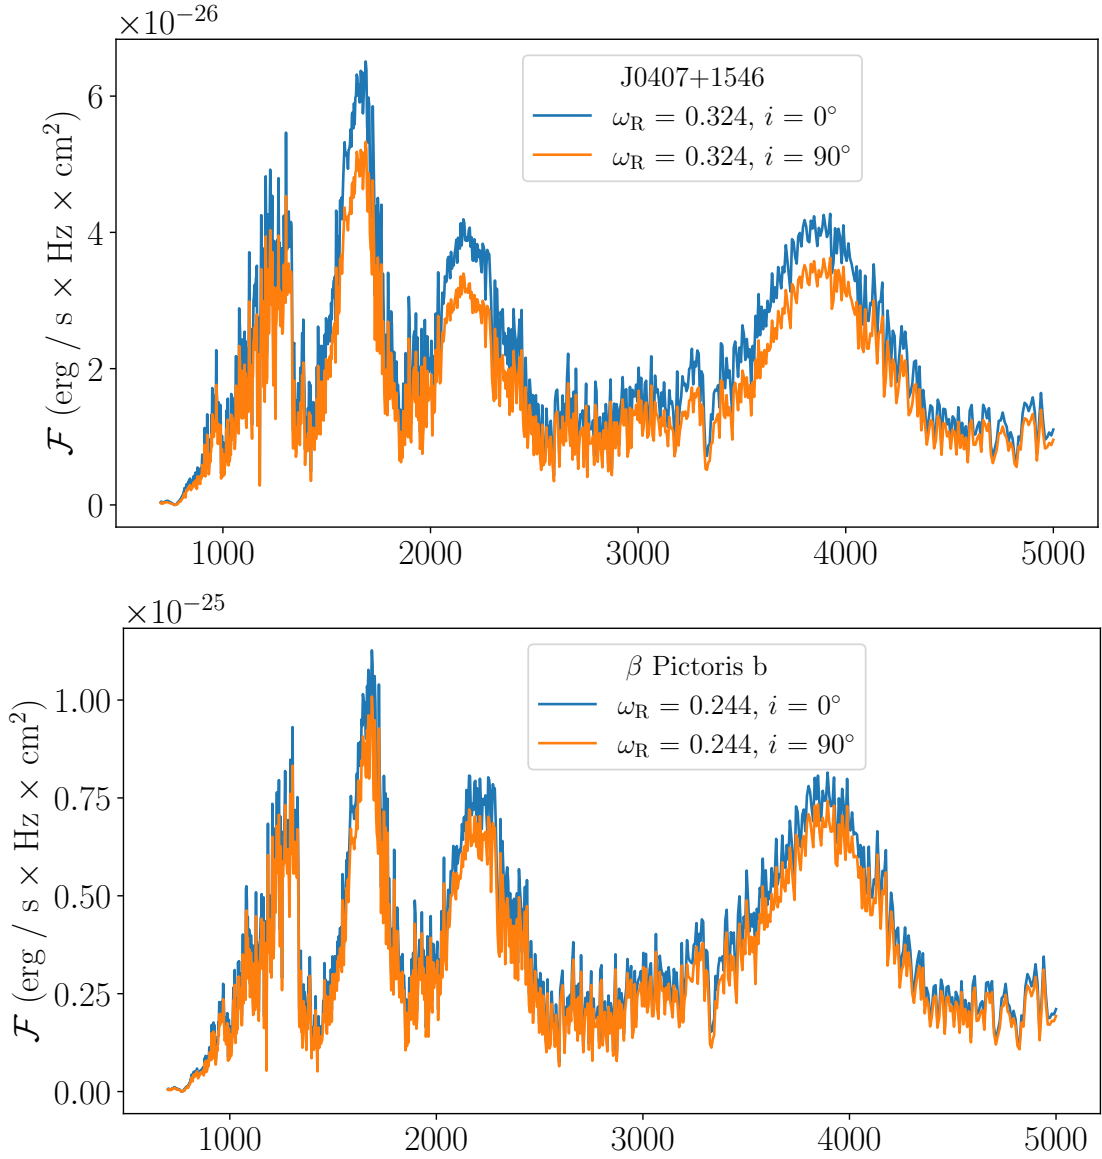 ×10⁻²⁶
J0407+1546
ω_R = 0.324, i = 0°
ω_R = 0.324, i = 90°
ℱ (erg / s × Hz × cm²)
6
4
2
0
1000 2000 3000 4000 5000
×10⁻²⁵
β Pictoris b
ω_R = 0.244, i = 0°
ω_R = 0.244, i = 90°
ℱ (erg / s × Hz × cm²)
1.00
0.75
0.50
0.25
0.00
1000 2000 3000 4000 5000